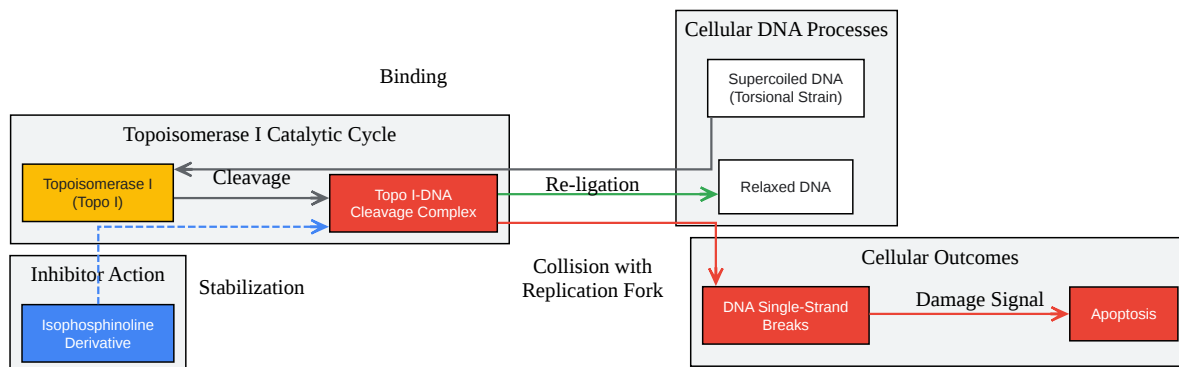 Cellular DNA Processes
Binding
Supercoiled DNA
(Torsional Strain)
Topoisomerase I Catalytic Cycle
Topoisomerase I
(Topo I)
Cleavage
Topo I-DNA
Cleavage Complex
Re-ligation
Relaxed DNA
Inhibitor Action
Stabilization
Isophosphinoline
Derivative
Collision with
Replication Fork
Cellular Outcomes
DNA Single-Strand
Breaks
Damage Signal
Apoptosis